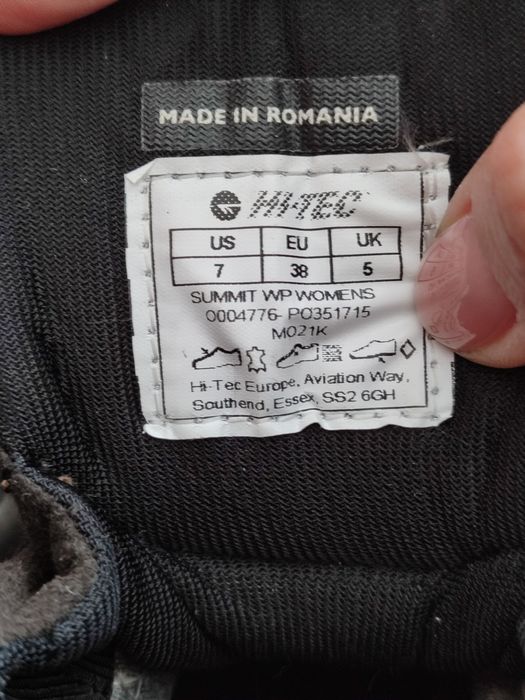 MADE IN ROMANIA
HI-TEC
US EU UK
7 38 5
SUMMIT WP WOMENS
0004776- PO351715
M021K
Hi-Tec Europe, Aviation Way,
Southend, Essex, SS2 6GH